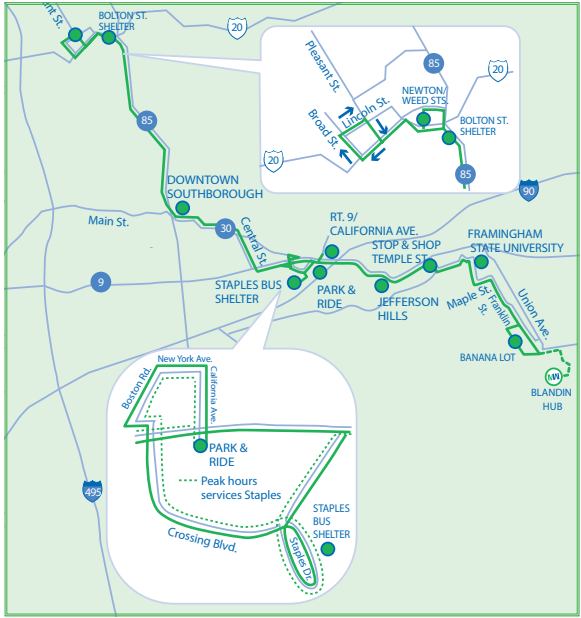 nt St.
BOLTON ST.
SHELTER
20
85
Pleasant St.
85
20
NEWTON/
WEED STS.
Lincoln St.
Broad St.
BOLTON ST.
SHELTER
20
85
90
DOWNTOWN
SOUTHBOROUGH
Main St.
30
Central St.
RT. 9/
CALIFORNIA AVE.
STOP & SHOP
TEMPLE ST.
FRAMINGHAM
STATE UNIVERSITY
9
STAPLES BUS
SHELTER
PARK &
RIDE
JEFFERSON
HILLS
Maple St.
Franklin
St.
Union Ave.
BANANA LOT
MW
BLANDIN
HUB
New York Ave.
Boston Rd.
California Ave.
PARK &
RIDE
Peak hours
services Staples
495
STAPLES
BUS
SHELTER
Crossing Blvd.
Staples Dr.